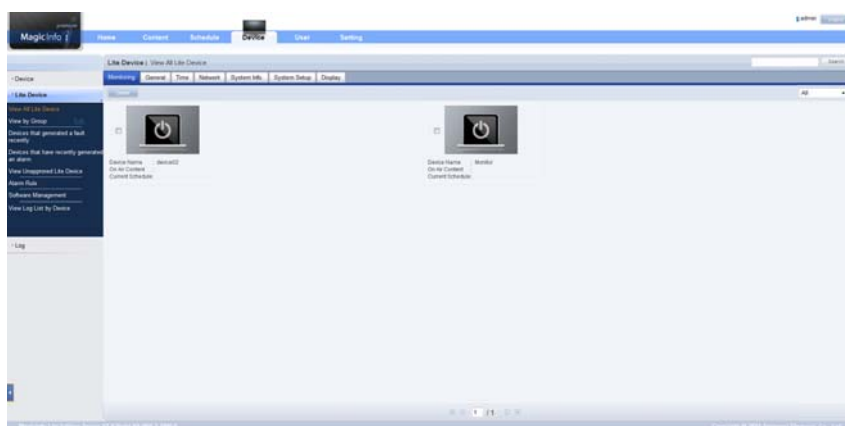 premium
MagicInfo i
Home Content Schedule Device User Setting
admin
Lite Device | View All Lite Device
Search
Monitoring General Time Network System Info. System Setup Display
All
Device
Lite Device
View All Lite Device
View by Group
Devices that generated a fault recently
Devices that have recently generated an alarm
View Unapproved Lite Device
Alarm Rule
Software Management
View Log List by Device
Log
Device Name : device02
On Air Content :
Current Schedule:
Device Name : Monitor
On Air Content :
Current Schedule:
1 / 1